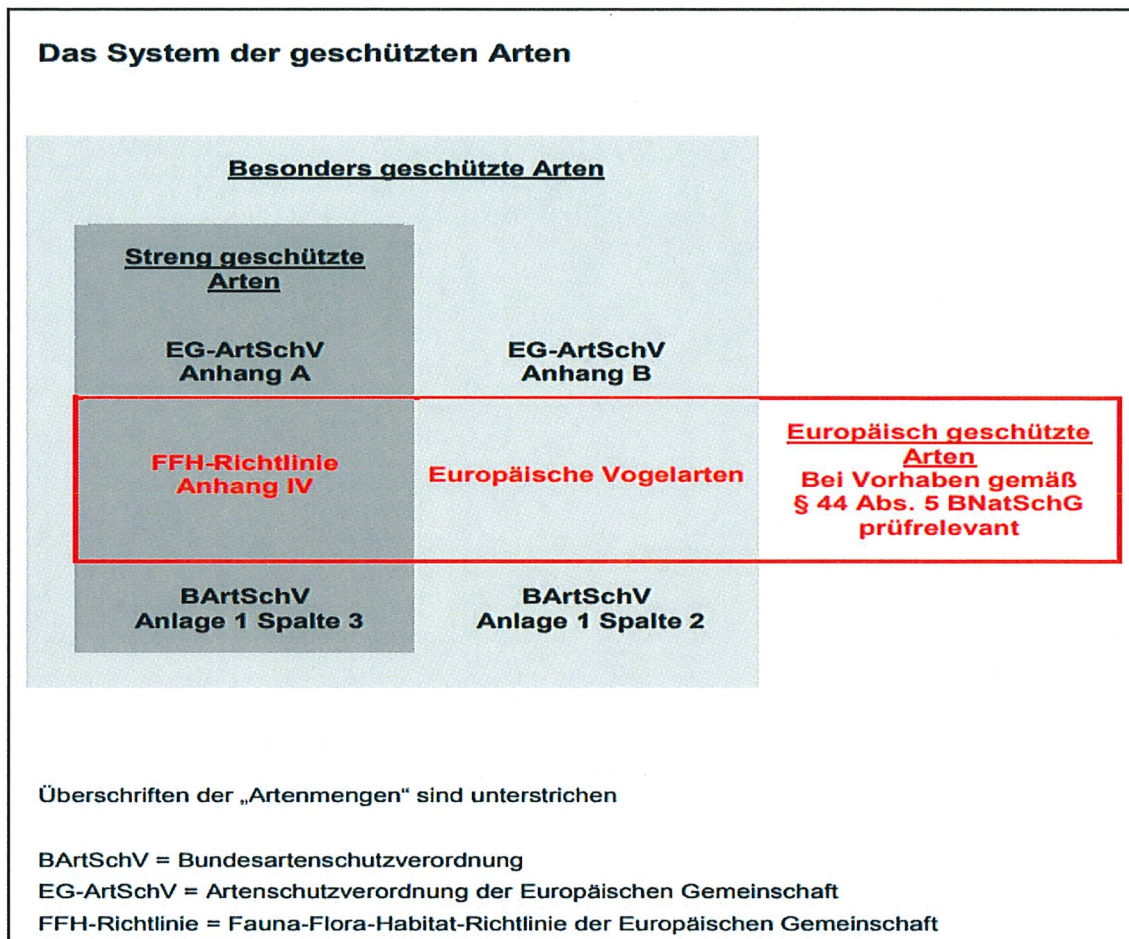 Das System der geschützten Arten
Besonders geschützte Arten
Streng geschützte
Arten
EG-ArtSchV
Anhang A
EG-ArtSchV
Anhang B
FFH-Richtlinie
Anhang IV
Europäische Vogelarten
Europäisch geschützte
Arten
Bei Vorhaben gemäß
§ 44 Abs. 5 BNatSchG
prüfrelevant
BArtSchV
Anlage 1 Spalte 3
BArtSchV
Anlage 1 Spalte 2
Überschriften der „Artenmengen“ sind unterstrichen
BArtSchV = Bundesartenschutzverordnung
EG-ArtSchV = Artenschutzverordnung der Europäischen Gemeinschaft
FFH-Richtlinie = Fauna-Flora-Habitat-Richtlinie der Europäischen Gemeinschaft